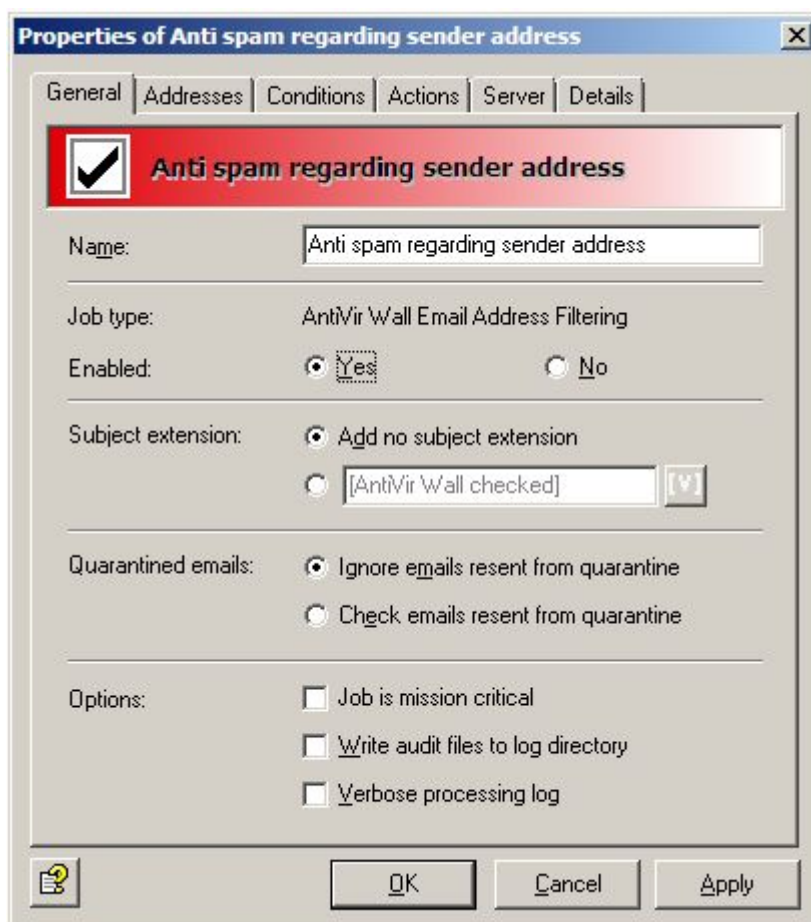 Properties of Anti spam regarding sender address
General Addresses Conditions Actions Server Details
Anti spam regarding sender address
Name: Anti spam regarding sender address
Job type: AntiVir Wall Email Address Filtering
Enabled: Yes No
Subject extension: Add no subject extension
[AntiVir Wall checked] [V]
Quarantined emails: Ignore emails resent from quarantine
Check emails resent from quarantine
Options: Job is mission critical
Write audit files to log directory
Verbose processing log
OK Cancel Apply